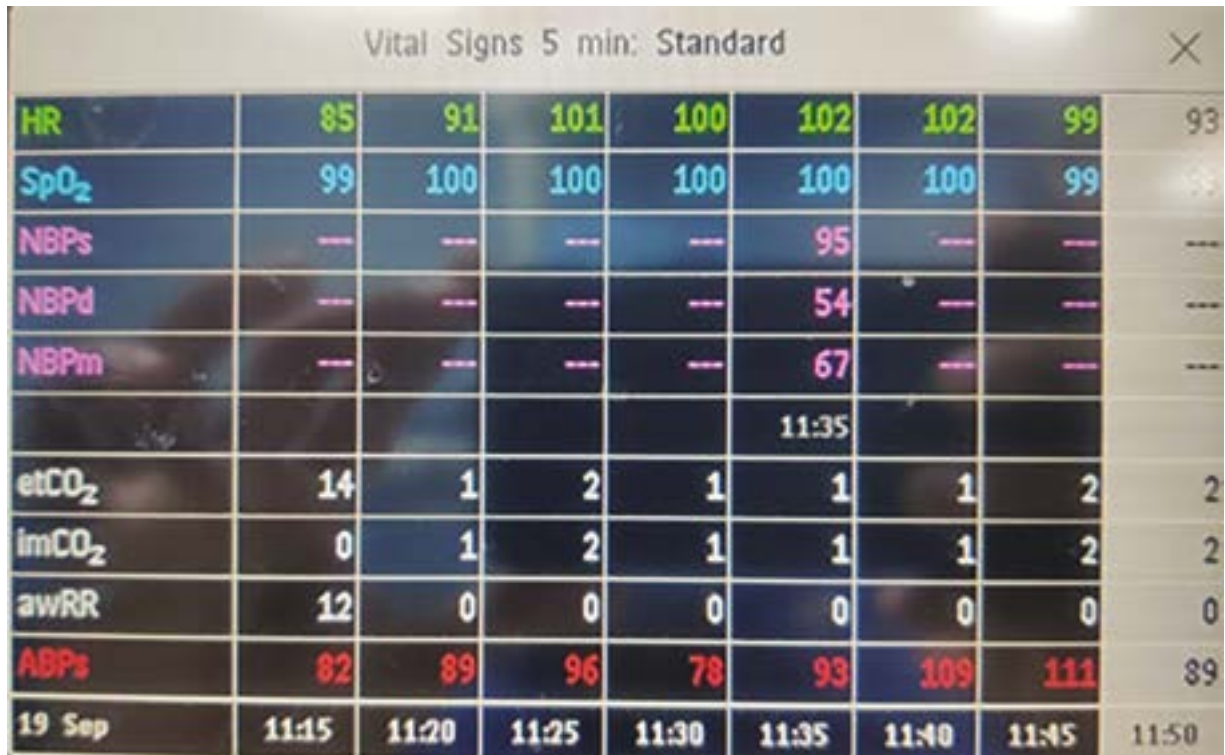 Vital Signs 5 min: Standard
HR 85 91 101 100 102 102 99 93
SpO₂ 99 100 100 100 100 100 99
NBPs --- --- --- --- 95 --- --- ---
NBPd --- --- --- --- 54 --- --- ---
NBPm --- --- --- --- 67 --- --- ---
11:35
etCO₂ 14 1 2 1 1 1 2 2
imCO₂ 0 1 2 1 1 1 2 2
awRR 12 0 0 0 0 0 0 0
ABPs 82 89 96 78 93 109 111 89
19 Sep 11:15 11:20 11:25 11:30 11:35 11:40 11:45 11:50